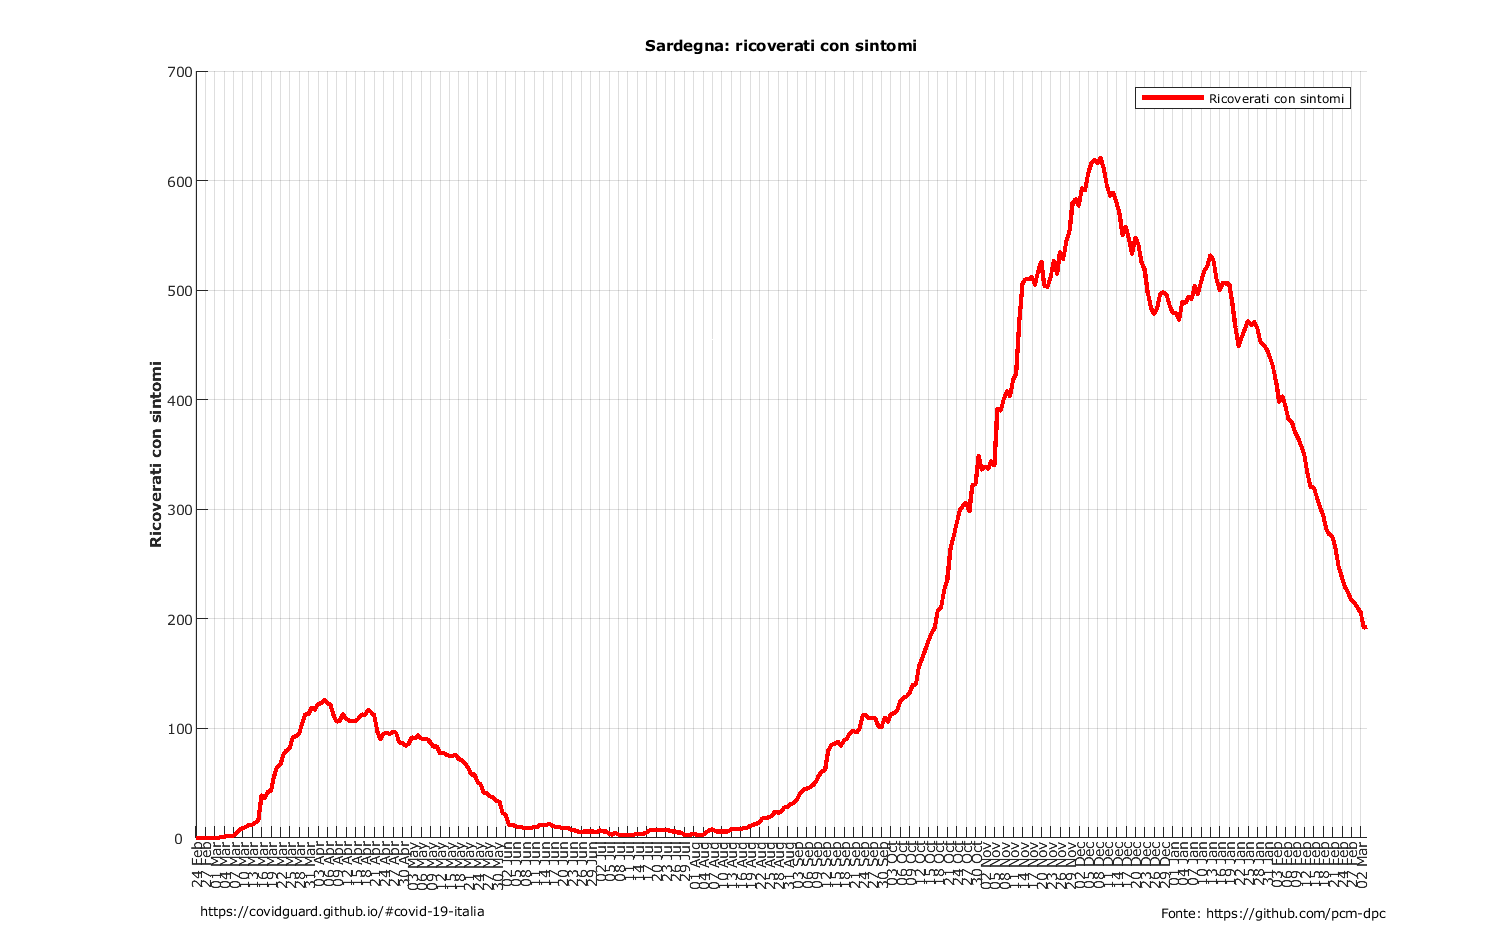 Sardegna: ricoverati con sintomi
Ricoverati con sintomi
700
600
500
400
300
200
100
0
Ricoverati con sintomi
24 Feb
27 Feb
01 Mar
04 Mar
07 Mar
10 Mar
13 Mar
16 Mar
19 Mar
22 Mar
25 Mar
28 Mar
31 Mar
03 Apr
06 Apr
09 Apr
12 Apr
15 Apr
18 Apr
21 Apr
24 Apr
27 Apr
30 Apr
03 May
06 May
09 May
12 May
15 May
18 May
21 May
24 May
27 May
30 May
02 Jun
05 Jun
08 Jun
11 Jun
14 Jun
17 Jun
20 Jun
23 Jun
26 Jun
29 Jun
02 Jul
05 Jul
08 Jul
11 Jul
14 Jul
17 Jul
20 Jul
23 Jul
26 Jul
29 Jul
01 Aug
04 Aug
07 Aug
10 Aug
13 Aug
16 Aug
19 Aug
22 Aug
25 Aug
28 Aug
31 Aug
03 Sep
06 Sep
09 Sep
12 Sep
15 Sep
18 Sep
21 Sep
24 Sep
27 Sep
30 Sep
03 Oct
06 Oct
09 Oct
12 Oct
15 Oct
18 Oct
21 Oct
24 Oct
27 Oct
30 Oct
02 Nov
05 Nov
08 Nov
11 Nov
14 Nov
17 Nov
20 Nov
23 Nov
26 Nov
29 Nov
02 Dec
05 Dec
08 Dec
11 Dec
14 Dec
17 Dec
20 Dec
23 Dec
26 Dec
29 Dec
01 Jan
04 Jan
07 Jan
10 Jan
13 Jan
16 Jan
19 Jan
22 Jan
25 Jan
28 Jan
31 Jan
03 Feb
06 Feb
09 Feb
12 Feb
15 Feb
18 Feb
21 Feb
24 Feb
27 Feb
02 Mar
https://covidguard.github.io/#covid-19-italia
Fonte: https://github.com/pcm-dpc